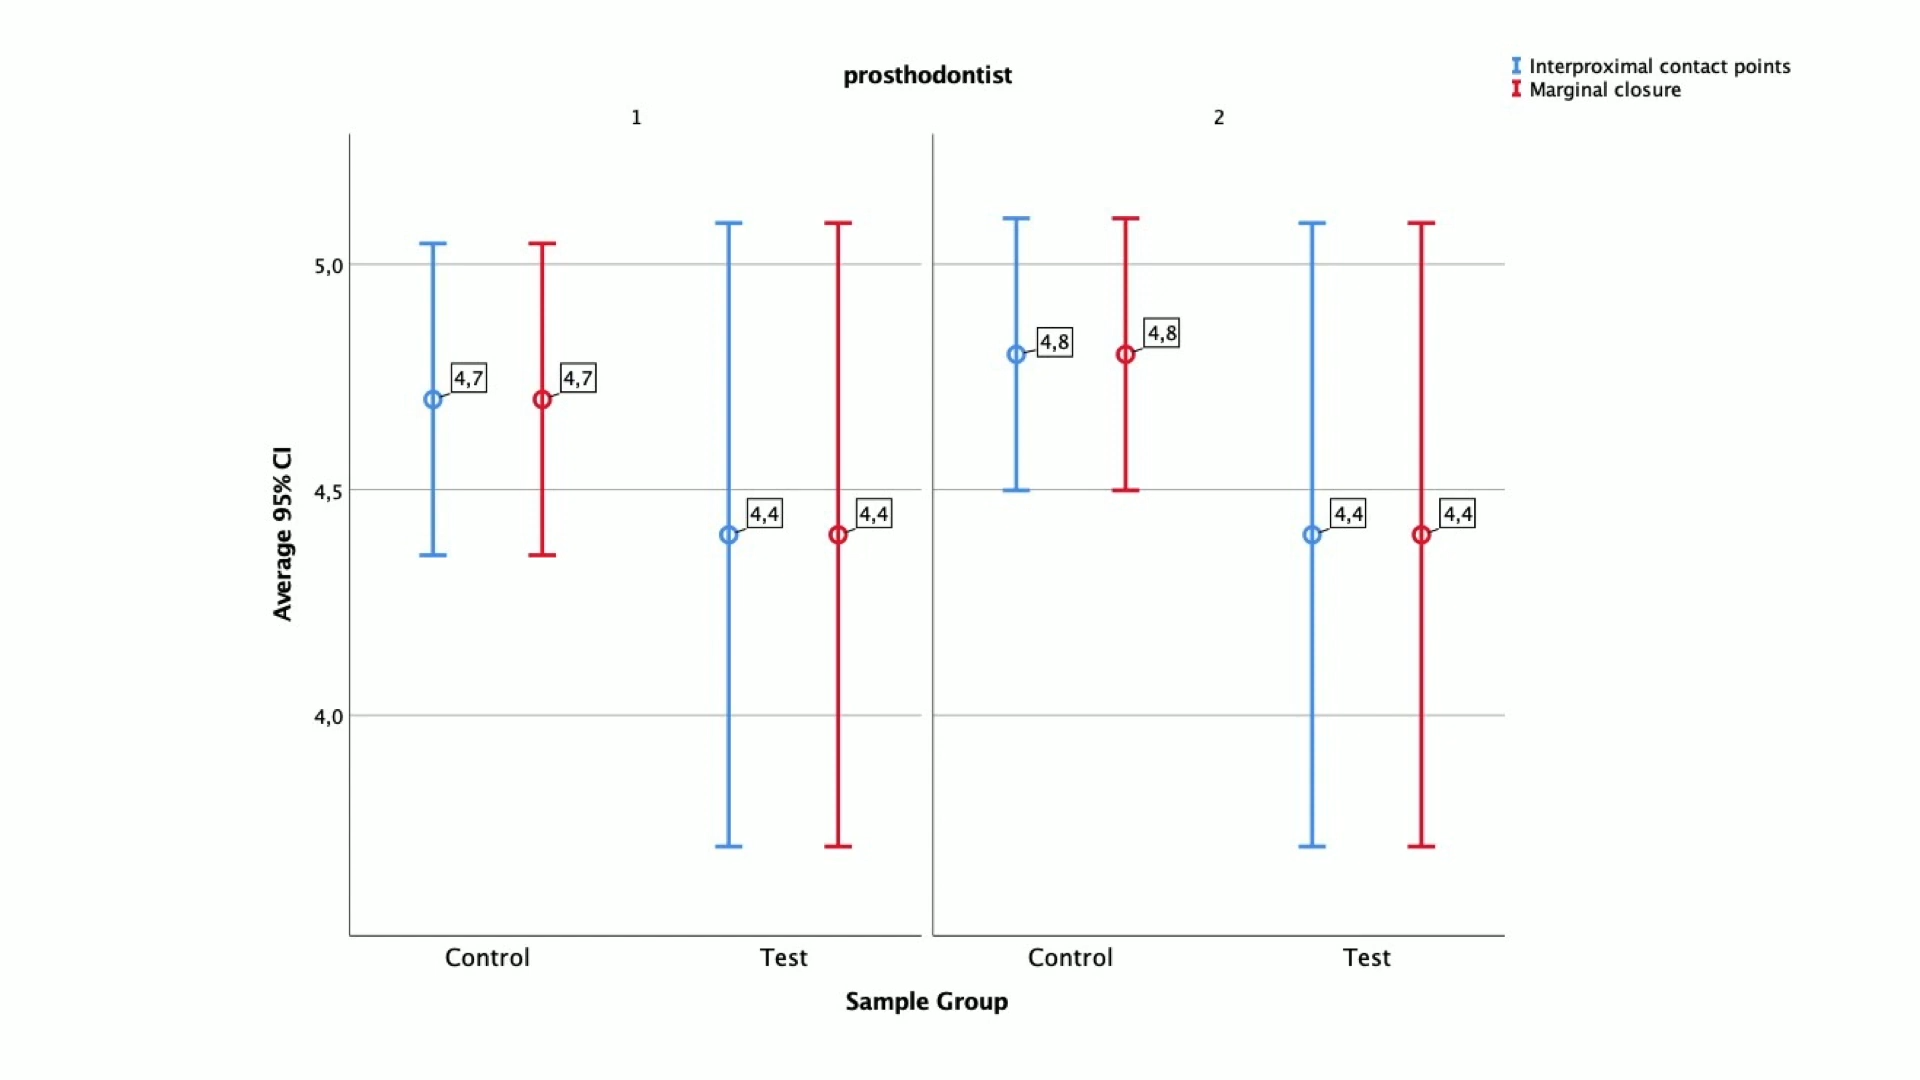 prosthodontist
Interproximal contact points
Marginal closure
1
2
5,0
4,5
4,0
Average 95% CI
4,7
4,7
4,4
4,4
4,8
4,8
4,4
4,4
Control
Test
Control
Test
Sample Group